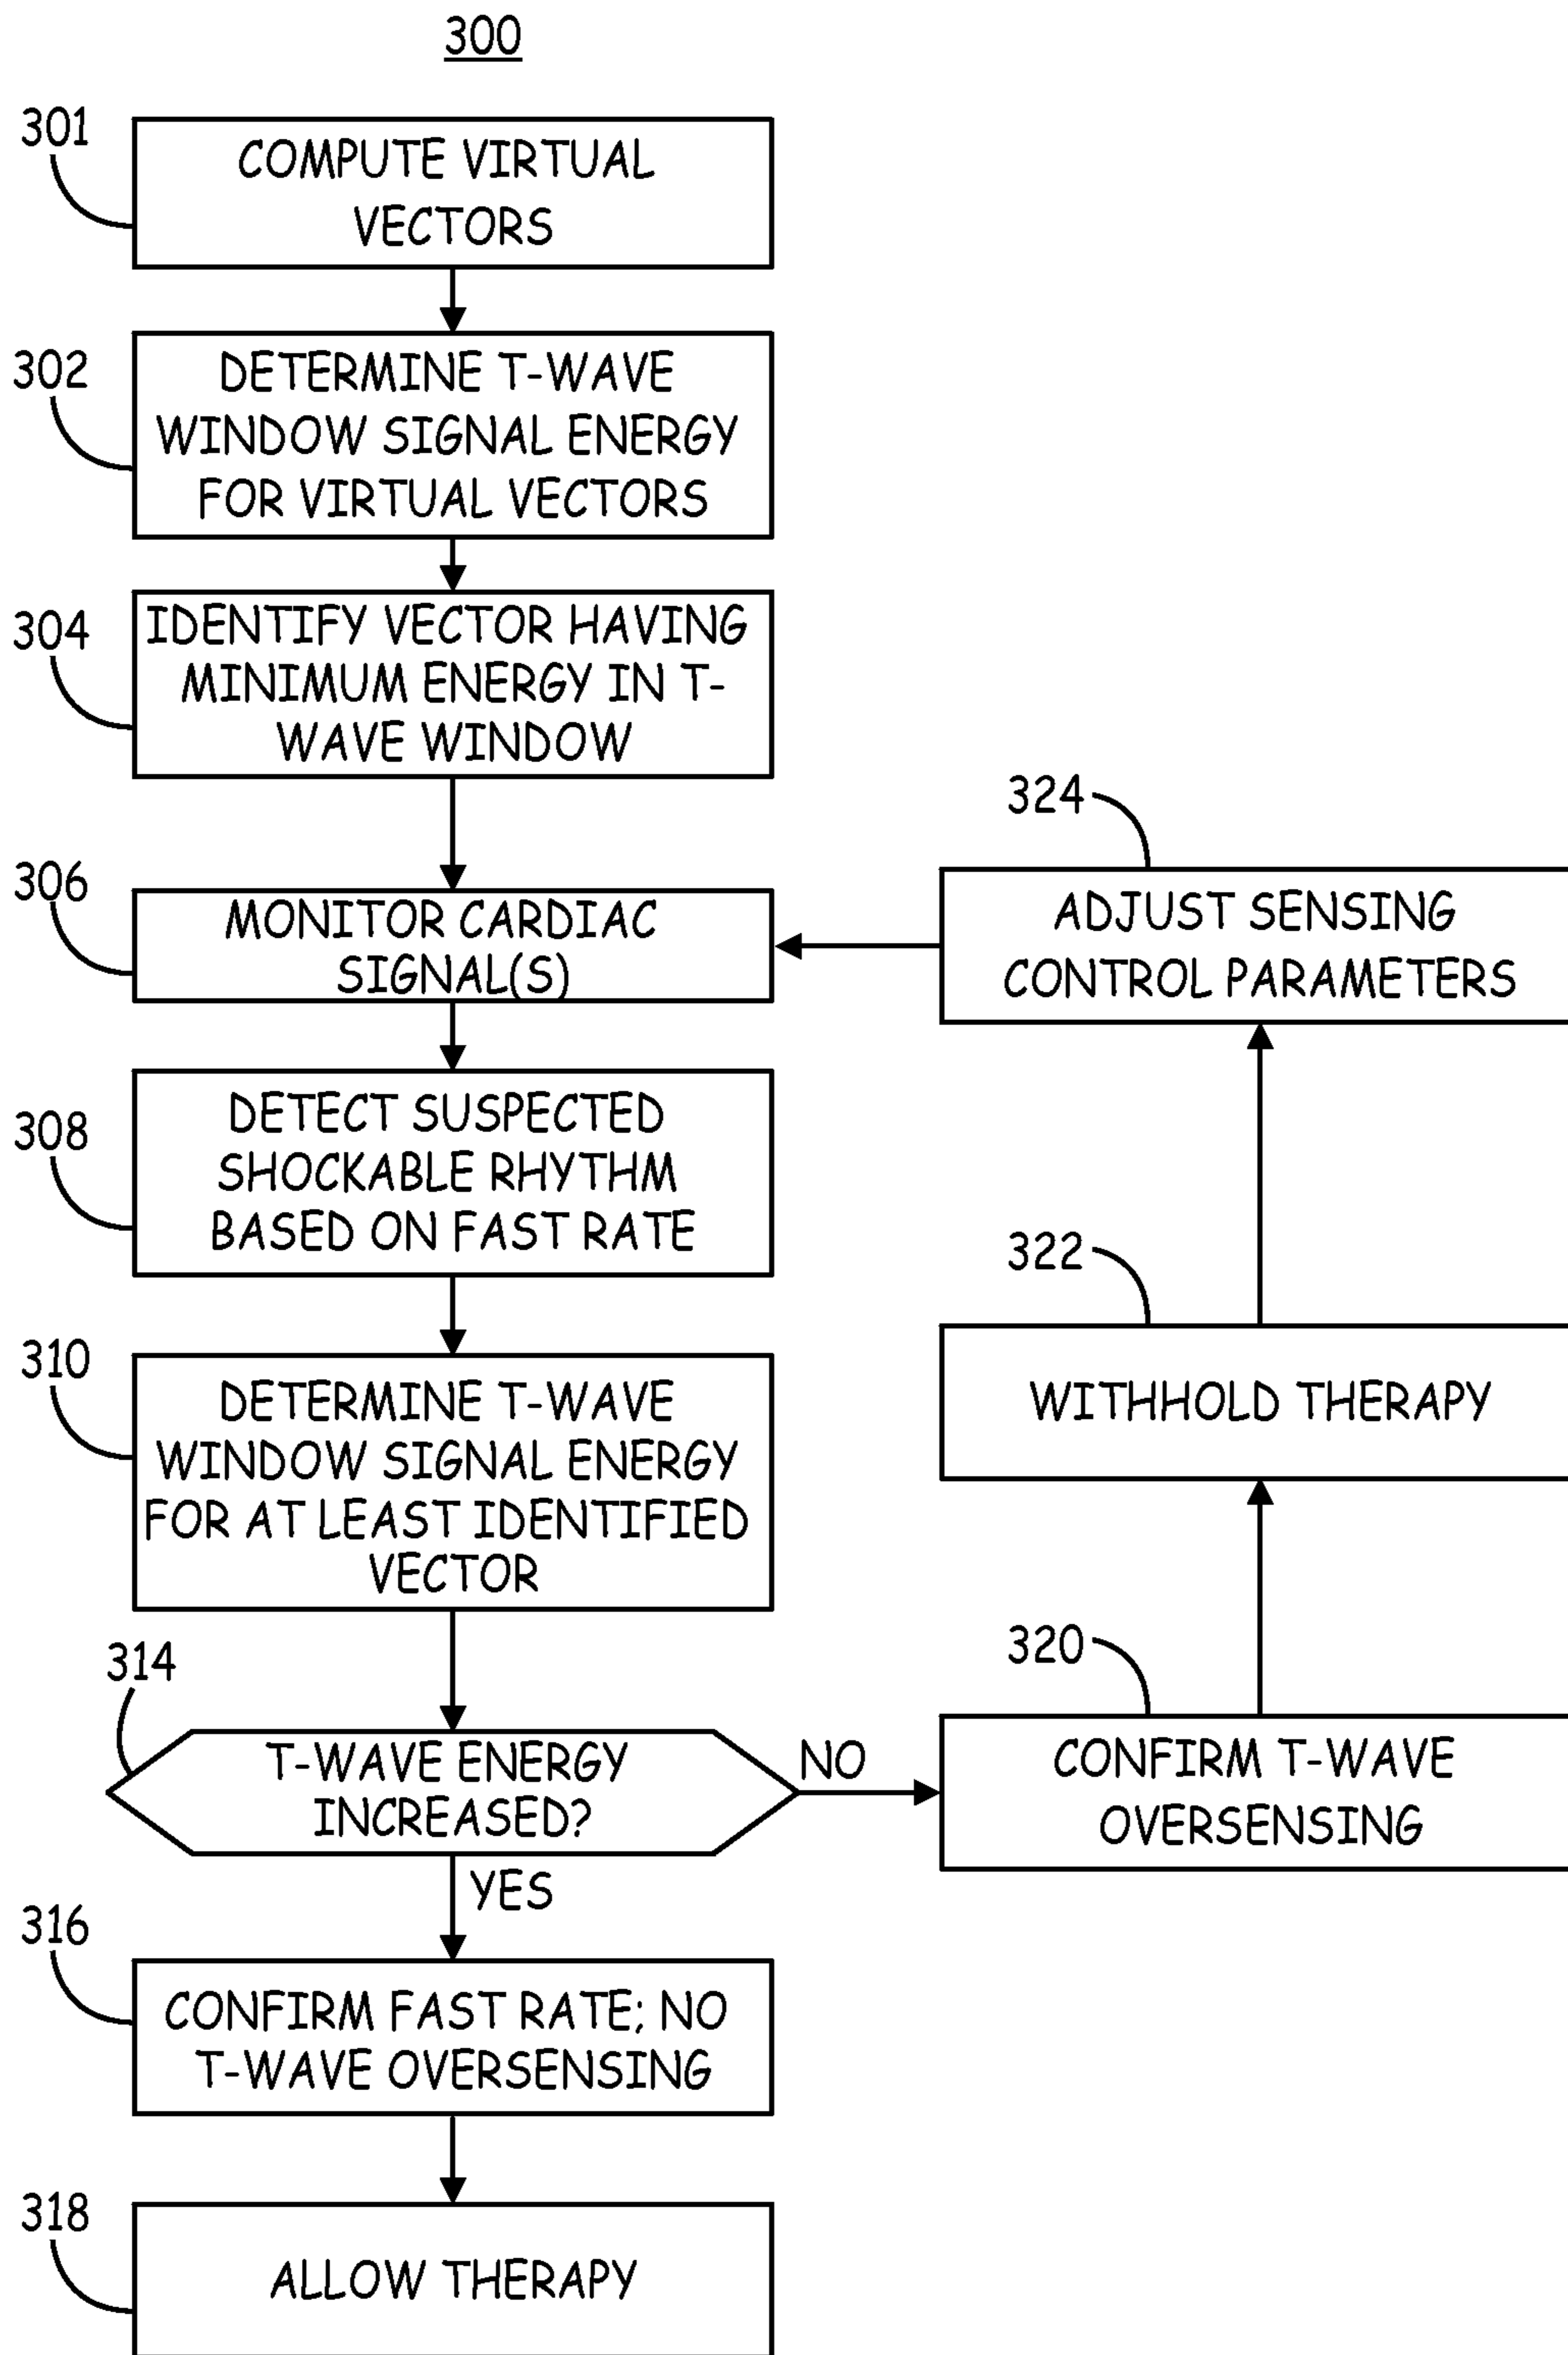 300
301
COMPUTE VIRTUAL
VECTORS
302
DETERMINE T-WAVE
WINDOW SIGNAL ENERGY
FOR VIRTUAL VECTORS
304
IDENTIFY VECTOR HAVING
MINIMUM ENERGY IN T-
WAVE WINDOW
306
MONITOR CARDIAC
SIGNAL(S)
324
ADJUST SENSING
CONTROL PARAMETERS
308
DETECT SUSPECTED
SHOCKABLE RHYTHM
BASED ON FAST RATE
322
WITHHOLD THERAPY
310
DETERMINE T-WAVE
WINDOW SIGNAL ENERGY
FOR AT LEAST IDENTIFIED
VECTOR
314
T-WAVE ENERGY
INCREASED?
NO
YES
320
CONFIRM T-WAVE
OVERSENSING
316
CONFIRM FAST RATE; NO
T-WAVE OVERSENSING
318
ALLOW THERAPY